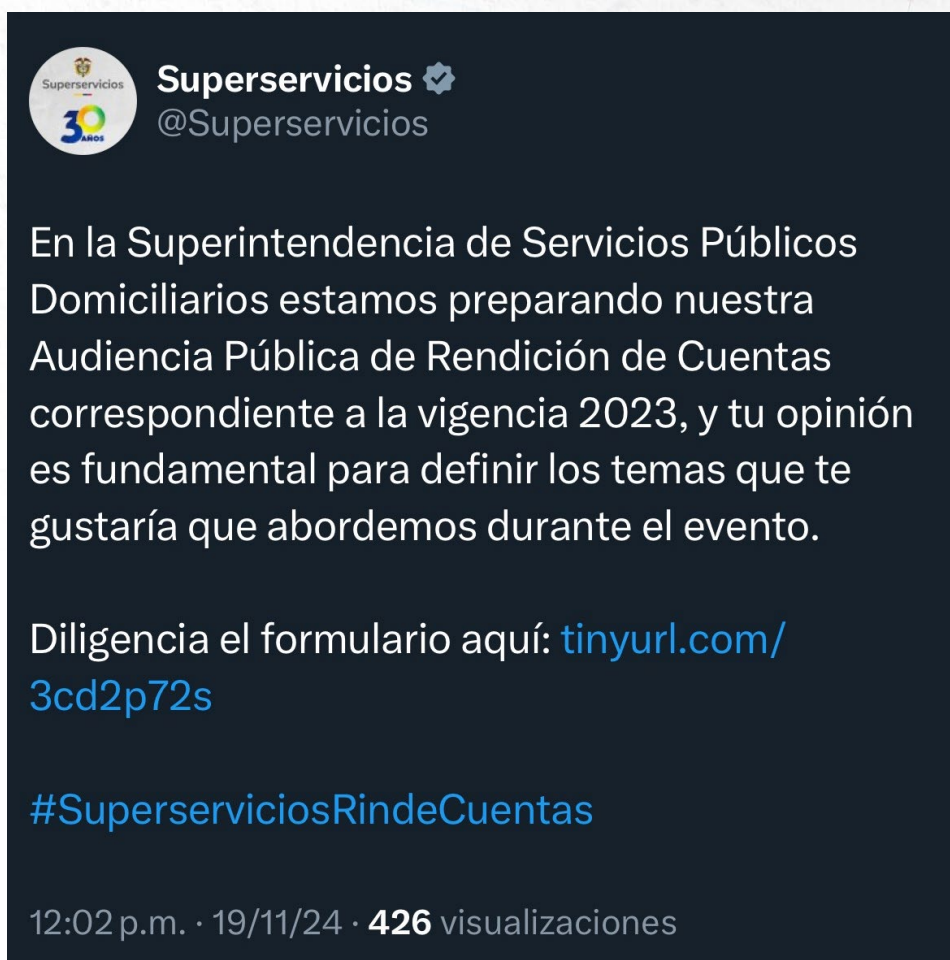 Superservicios
30
AÑOS
Superservicios
@Superservicios
En la Superintendencia de Servicios Públicos
Domiciliarios estamos preparando nuestra
Audiencia Pública de Rendición de Cuentas
correspondiente a la vigencia 2023, y tu opinión
es fundamental para definir los temas que te
gustaría que abordemos durante el evento.
Diligencia el formulario aquí: tinyurl.com/
3cd2p72s
#SuperserviciosRindeCuentas
12:02 p.m. · 19/11/24 · 426 visualizaciones